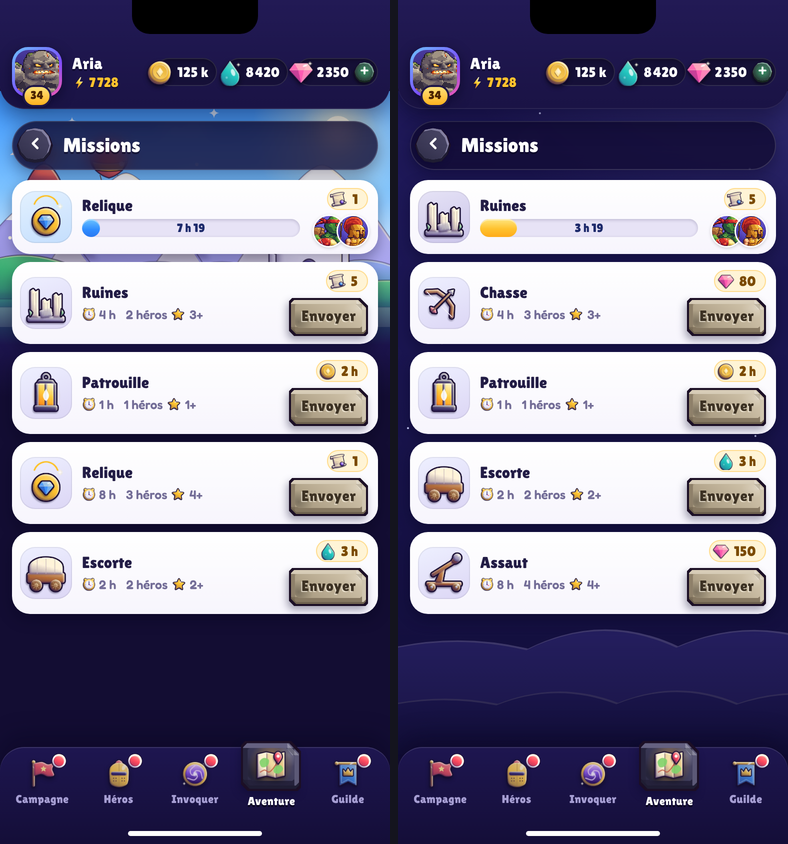 Aria
7728
125 k
8420
2350
+
34
Missions
Relique
1
7 h 19
Ruines
5
4 h 2 héros 3+
Envoyer
Patrouille
2 h
1 h 1 héros 1+
Envoyer
Relique
1
8 h 3 héros 4+
Envoyer
Escorte
3 h
2 h 2 héros 2+
Envoyer
Campagne
Héros
Invoquer
Aventure
Guilde
Aria
7728
125 k
8420
2350
+
34
Missions
Ruines
5
3 h 19
Chasse
80
4 h 3 héros 3+
Envoyer
Patrouille
2 h
1 h 1 héros 1+
Envoyer
Escorte
3 h
2 h 2 héros 2+
Envoyer
Assaut
150
8 h 4 héros 4+
Envoyer
Campagne
Héros
Invoquer
Aventure
Guilde